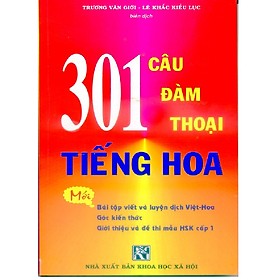 TRƯƠNG VĂN GIỚI - LÊ KHẮC KIỀU LỤC
biên dịch
301 CÂU
ĐÀM
THOẠI
TIẾNG HOA
Mới
Bài tập viết và luyện dịch Việt-Hoa
Góc kiến thức
Giới thiệu và đề thi mẫu HSK cấp 1
NHÀ XUẤT BẢN KHOA HỌC XÃ HỘI